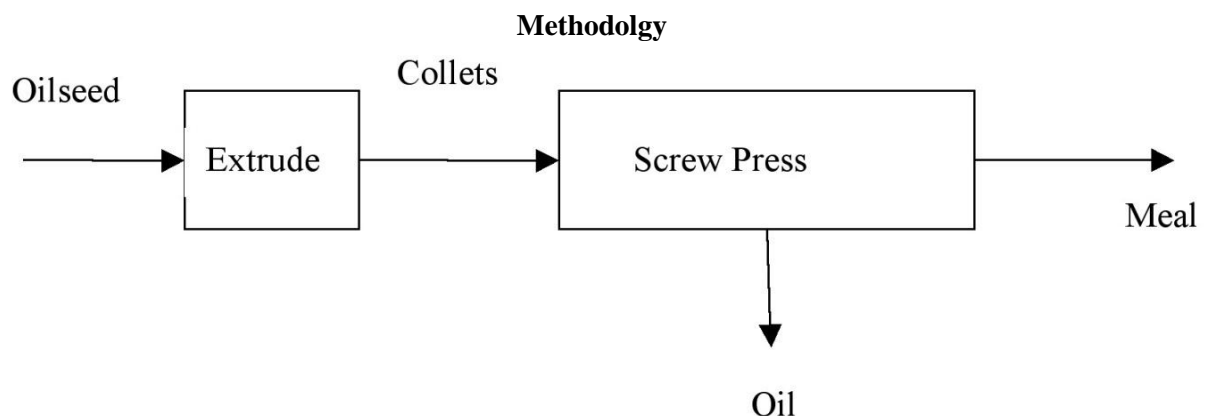 Methodolgy
Oilseed
Collets
Extrude
Screw Press
Meal
Oil